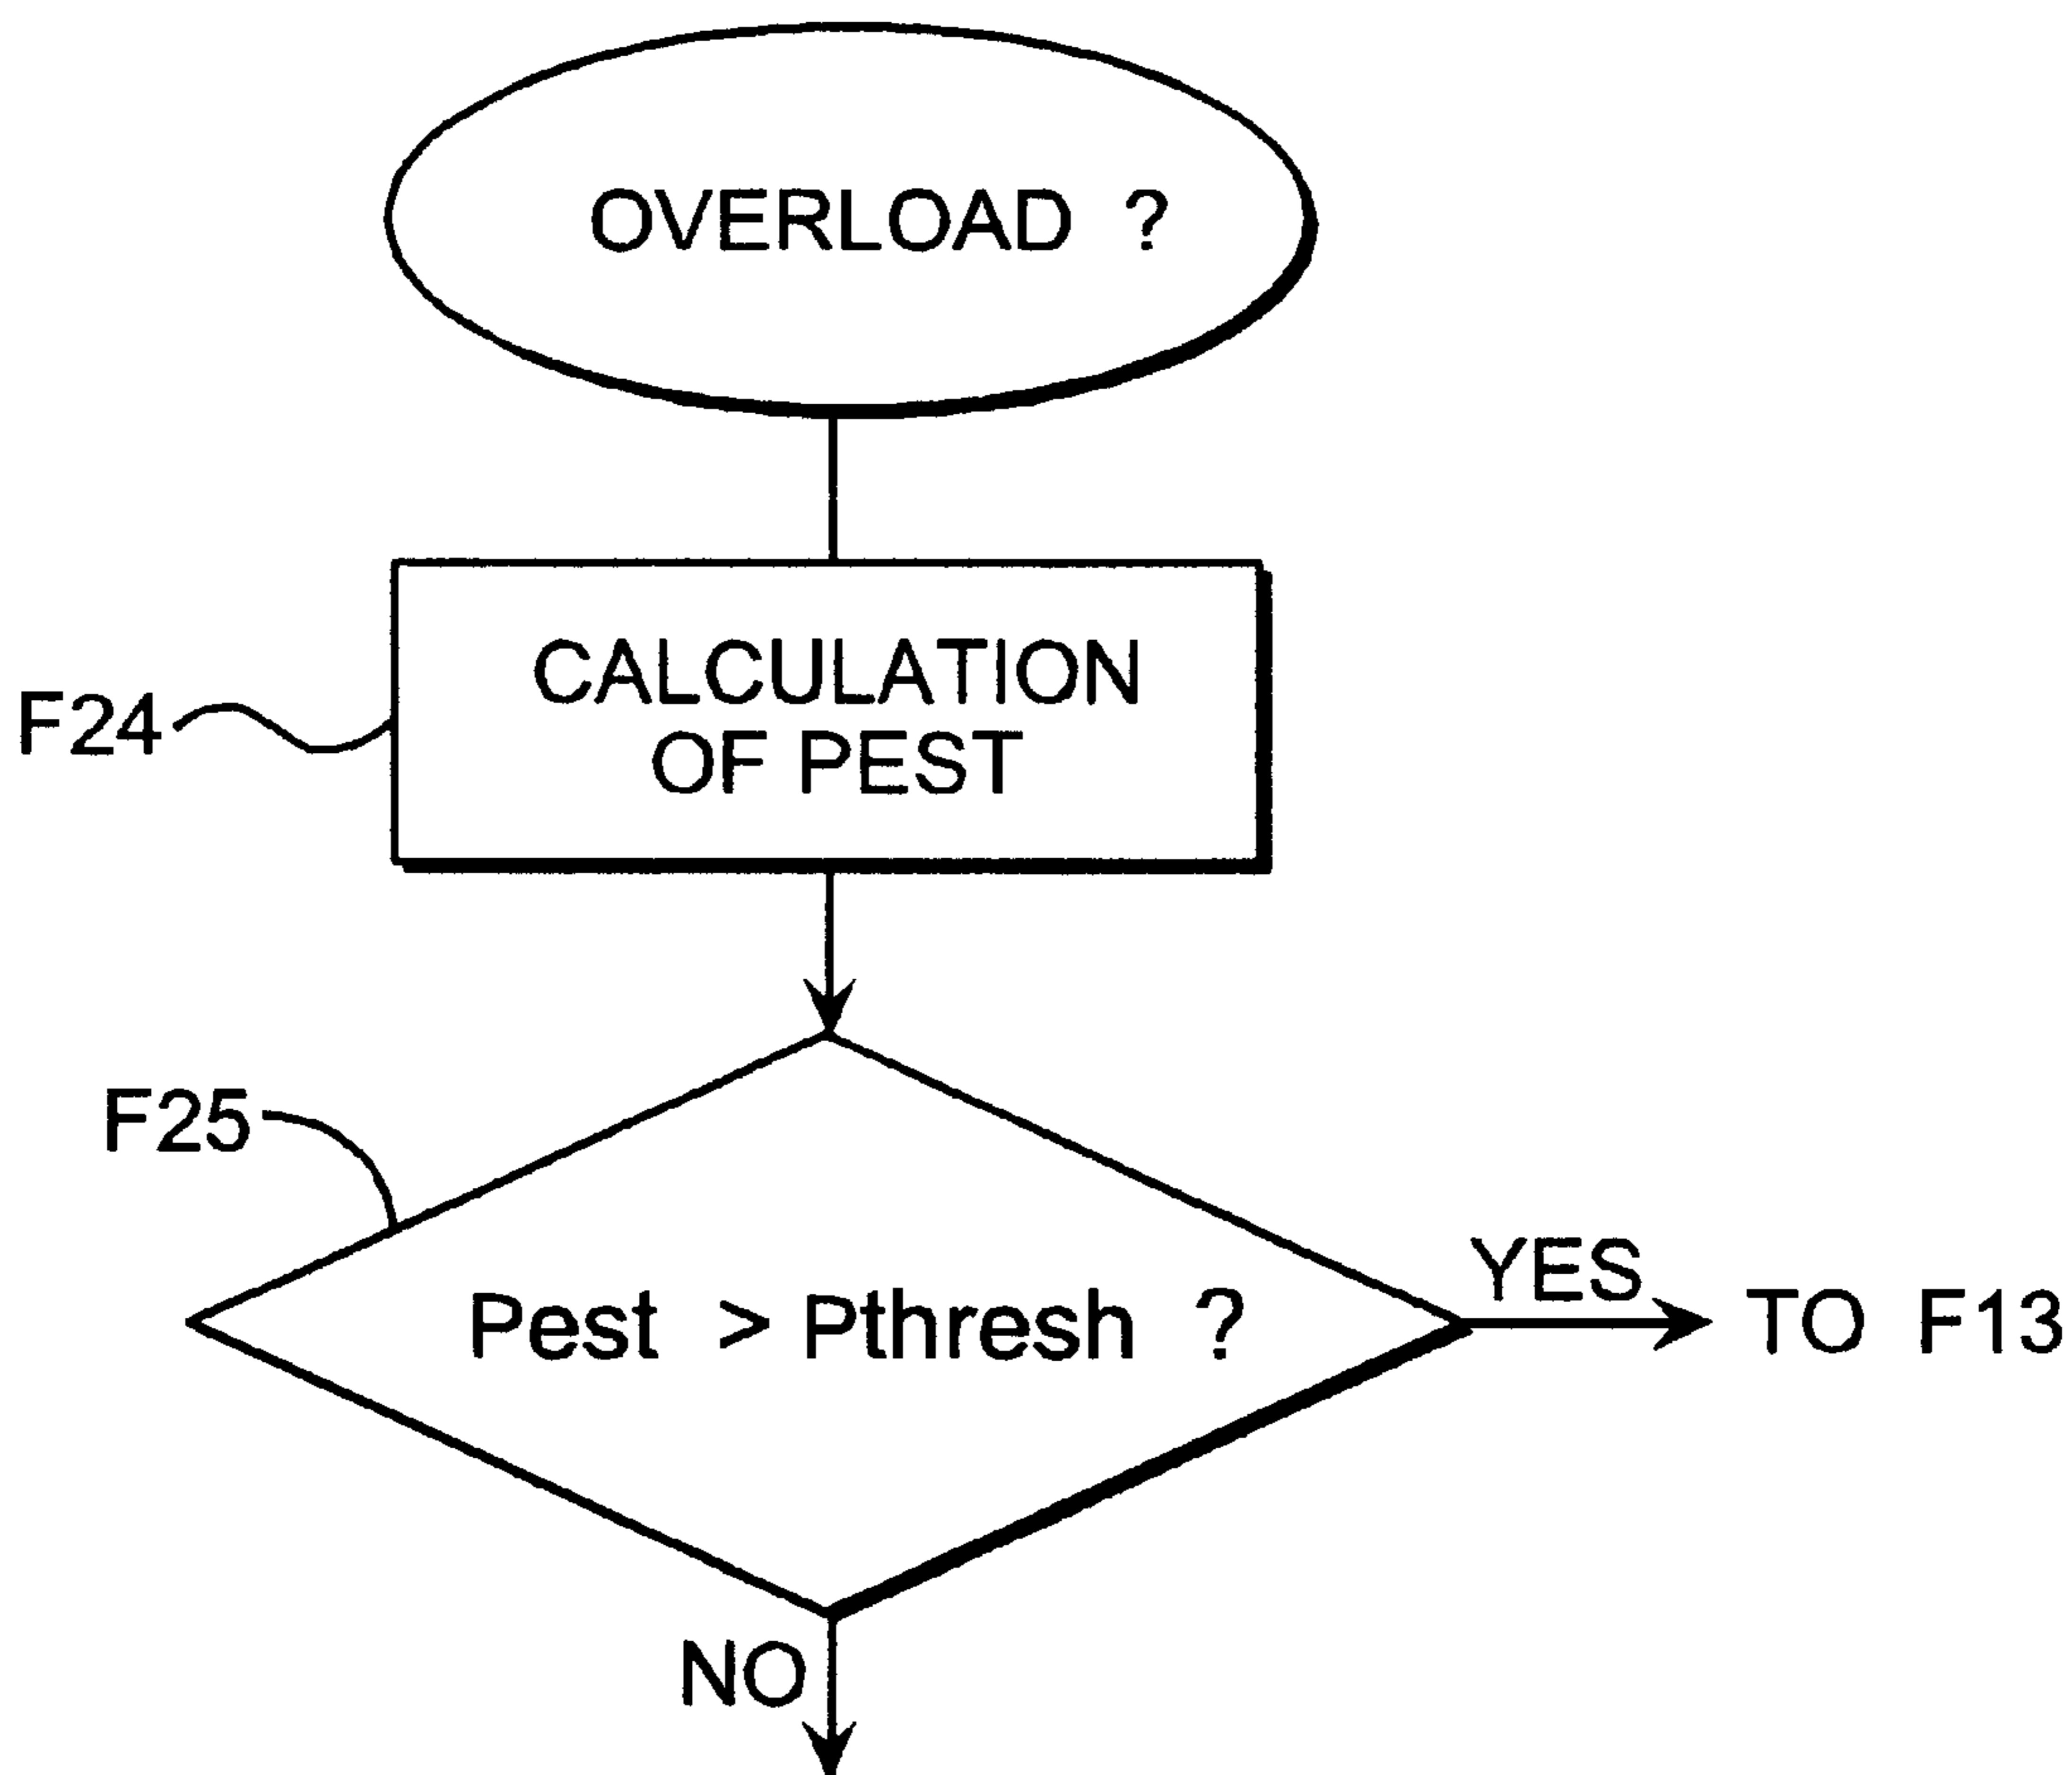 OVERLOAD ?
CALCULATION
OF PEST
F24
F25
Pest > Pthresh ?
YES
TO F13
NO